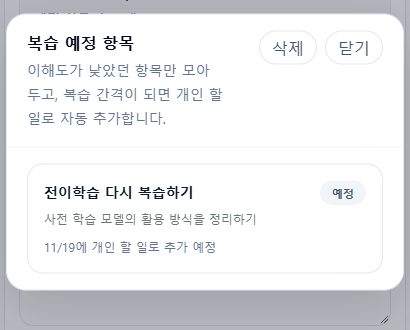 복습 예정 항목
삭제
닫기
이해도가 낮았던 항목만 모아
두고, 복습 간격이 되면 개인 할
일로 자동 추가합니다.
전이학습 다시 복습하기
예정
사전 학습 모델의 활용 방식을 정리하기
11/19에 개인 할 일로 추가 예정